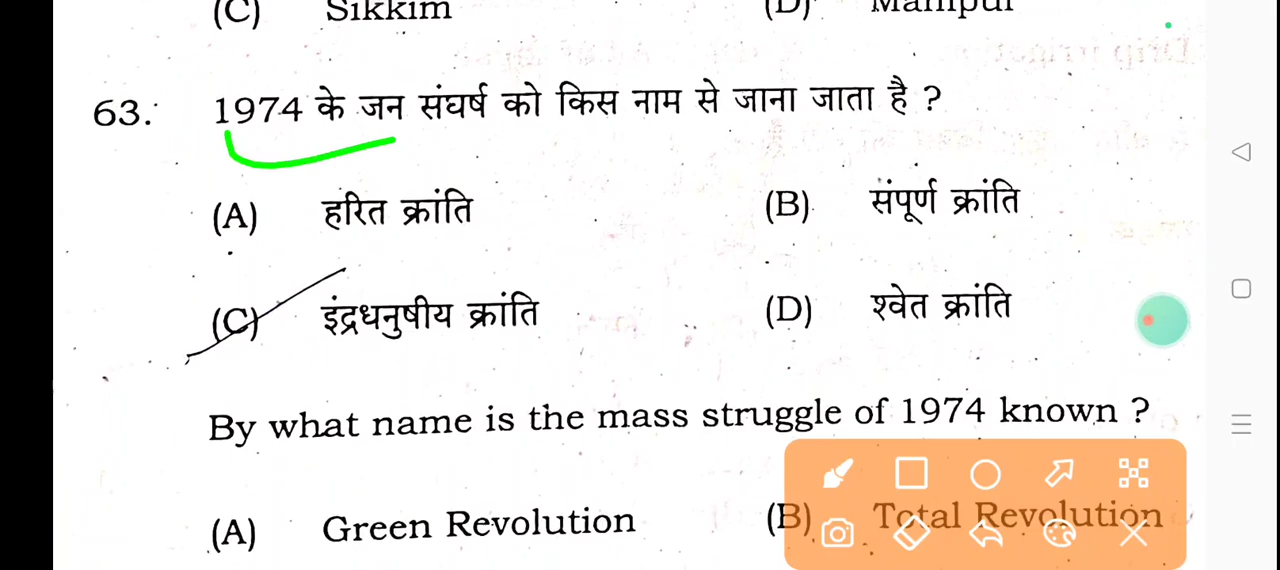 (C) Sikkim (D) Manipur
63. 1974 के जन संघर्ष को किस नाम से जाना जाता है ?
(A) हरित क्रांति (B) संपूर्ण क्रांति
(C) इंद्रधनुषीय क्रांति (D) श्वेत क्रांति
By what name is the mass struggle of 1974 known ?
(A) Green Revolution (B) Total Revolution